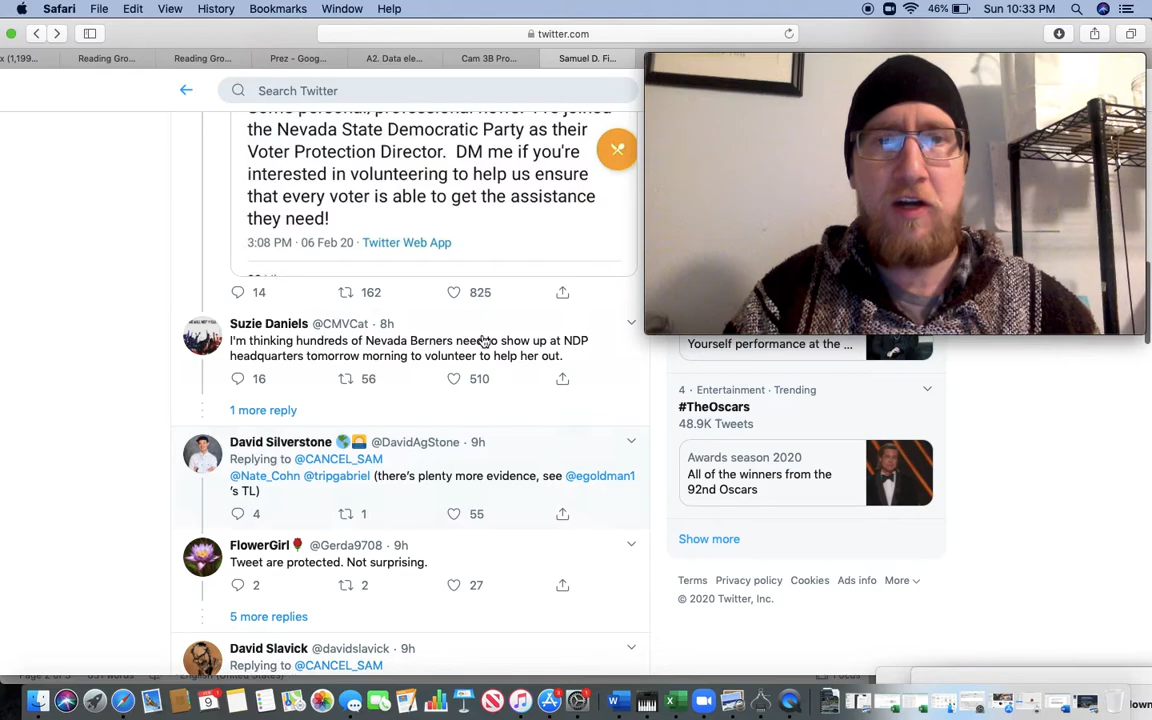 Safari File Edit View History Bookmarks Window Help 46% Sun 10:33 PM
twitter.com
x (1,199... Reading Gro... Reading Gro... Prez - Goog... A2. Data ele... Cam 3B Pro... Samuel D. Fi...
Search Twitter
the Nevada State Democratic Party as their
Voter Protection Director. DM me if you're
interested in volunteering to help us ensure
that every voter is able to get the assistance
they need!
3:08 PM · 06 Feb 20 · Twitter Web App
14 162 825
Suzie Daniels @CMVCat · 8h
I'm thinking hundreds of Nevada Berners need to show up at NDP
headquarters tomorrow morning to volunteer to help her out.
16 56 510
1 more reply
David Silverstone @DavidAgStone · 9h
Replying to @CANCEL_SAM
@Nate_Cohn @tripgabriel (there's plenty more evidence, see @egoldman1
's TL)
4 1 55
FlowerGirl @Gerda9708 · 9h
Tweet are protected. Not surprising.
2 2 27
5 more replies
David Slavick @davidslavick · 9h
Replying to @CANCEL_SAM
Yourself performance at the ...
4 · Entertainment · Trending
#TheOscars
48.9K Tweets
Awards season 2020
All of the winners from the
92nd Oscars
Show more
Terms Privacy policy Cookies Ads info More
© 2020 Twitter, Inc.